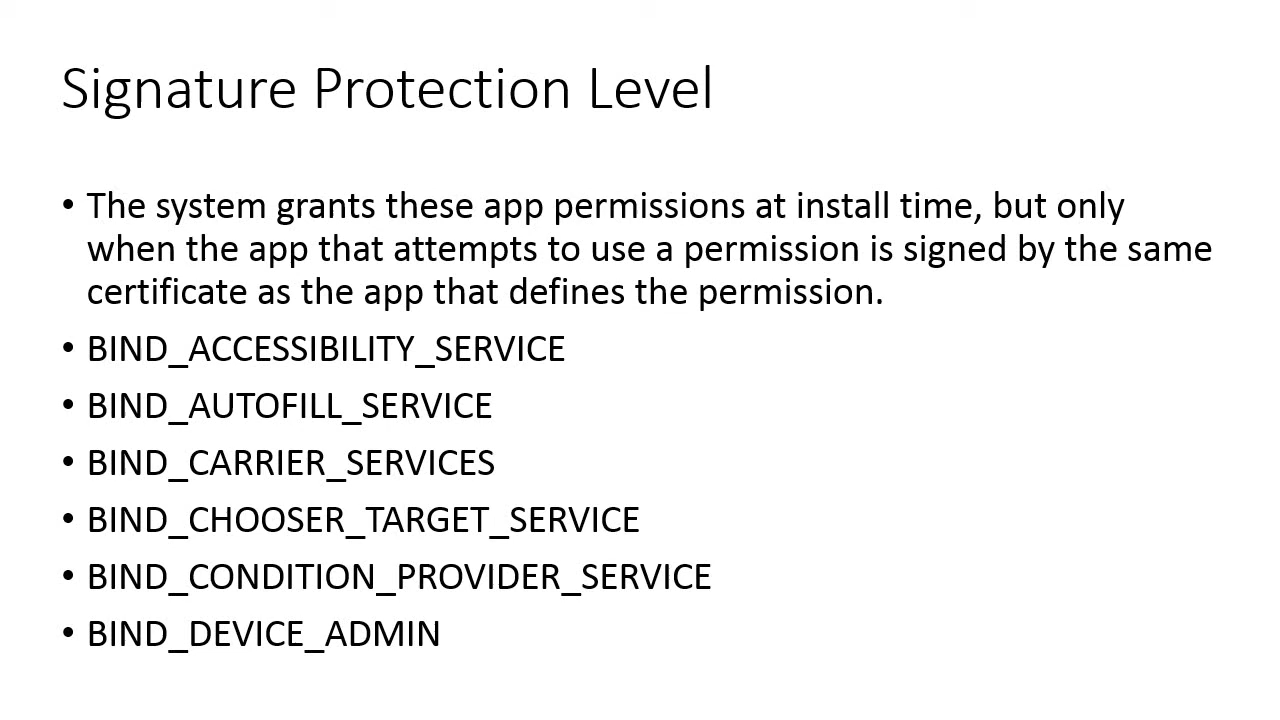 Signature Protection Level
• The system grants these app permissions at install time, but only
when the app that attempts to use a permission is signed by the same
certificate as the app that defines the permission.
• BIND_ACCESSIBILITY_SERVICE
• BIND_AUTOFILL_SERVICE
• BIND_CARRIER_SERVICES
• BIND_CHOOSER_TARGET_SERVICE
• BIND_CONDITION_PROVIDER_SERVICE
• BIND_DEVICE_ADMIN